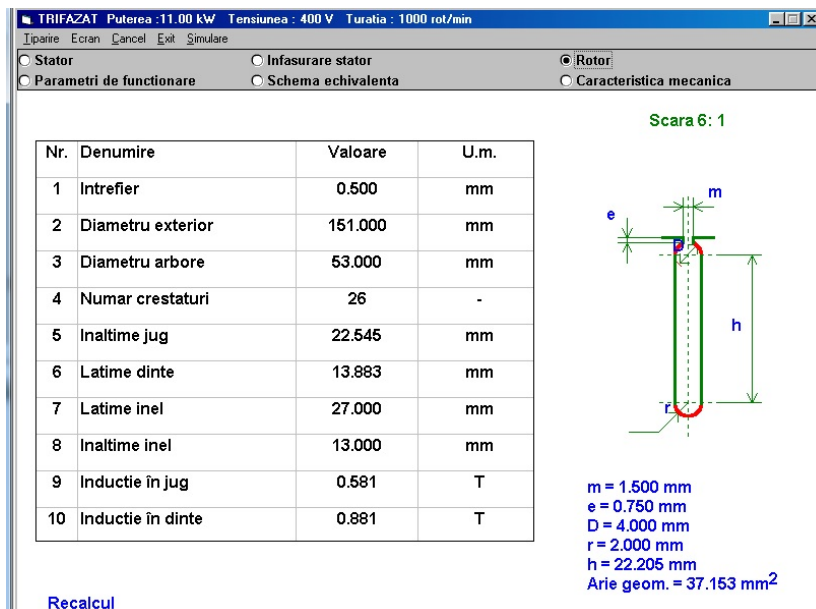 TRIFAZAT Puterea :11.00 kW Tensiunea : 400 V Turatia : 1000 rot/min
Tiparire Ecran Cancel Exit Simulare
Stator Infasurare stator Rotor
Parametri de functionare Schema echivalenta Caracteristica mecanica
Scara 6: 1
Nr. Denumire Valoare U.m.
1 Intrefier 0.500 mm
2 Diametru exterior 151.000 mm
3 Diametru arbore 53.000 mm
4 Numar crestaturi 26 -
5 Inaltime jug 22.545 mm
6 Latime dinte 13.883 mm
7 Latime inel 27.000 mm
8 Inaltime inel 13.000 mm
9 Inductie în jug 0.581 T
10 Inductie în dinte 0.881 T
m
e
D
h
r
m = 1.500 mm
e = 0.750 mm
D = 4.000 mm
r = 2.000 mm
h = 22.205 mm
Arie geom. = 37.153 mm2
Recalcul